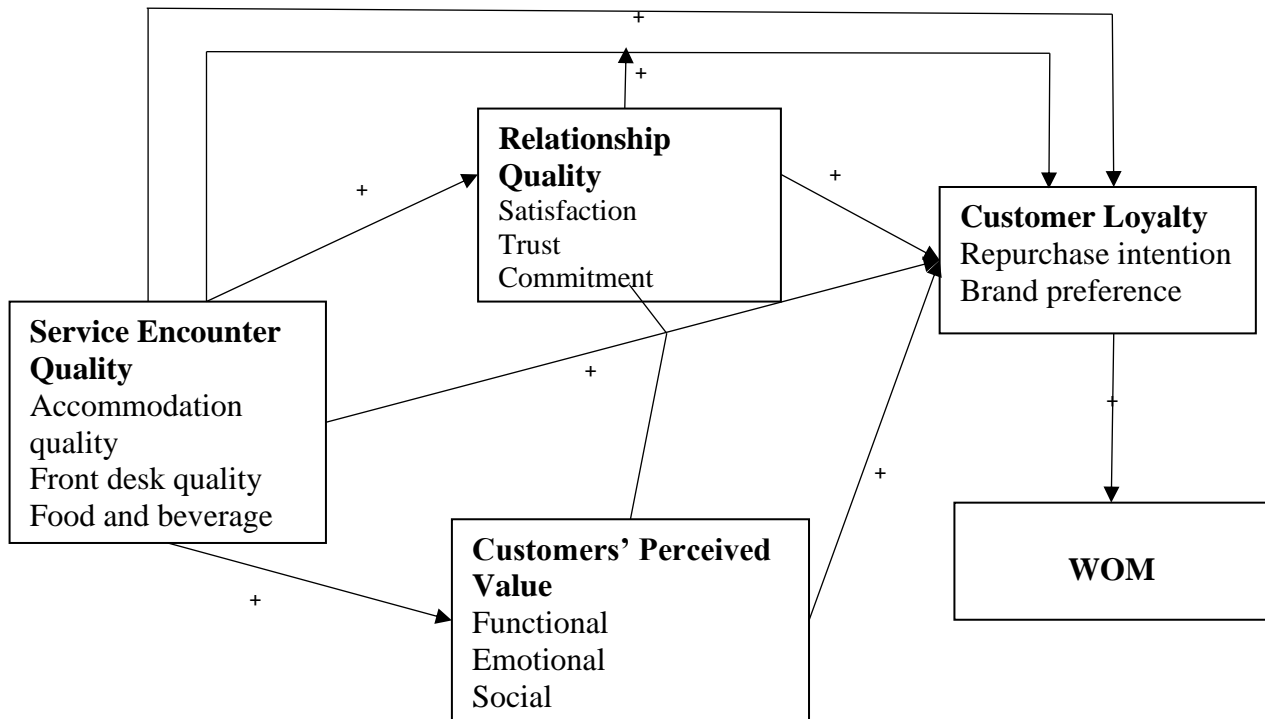 +
+
Relationship
Quality
Satisfaction
Trust
Commitment
+
+
Customer Loyalty
Repurchase intention
Brand preference
Service Encounter
Quality
Accommodation
quality
Front desk quality
Food and beverage
+
+
+
+
Customers’ Perceived
Value
Functional
Emotional
Social
WOM